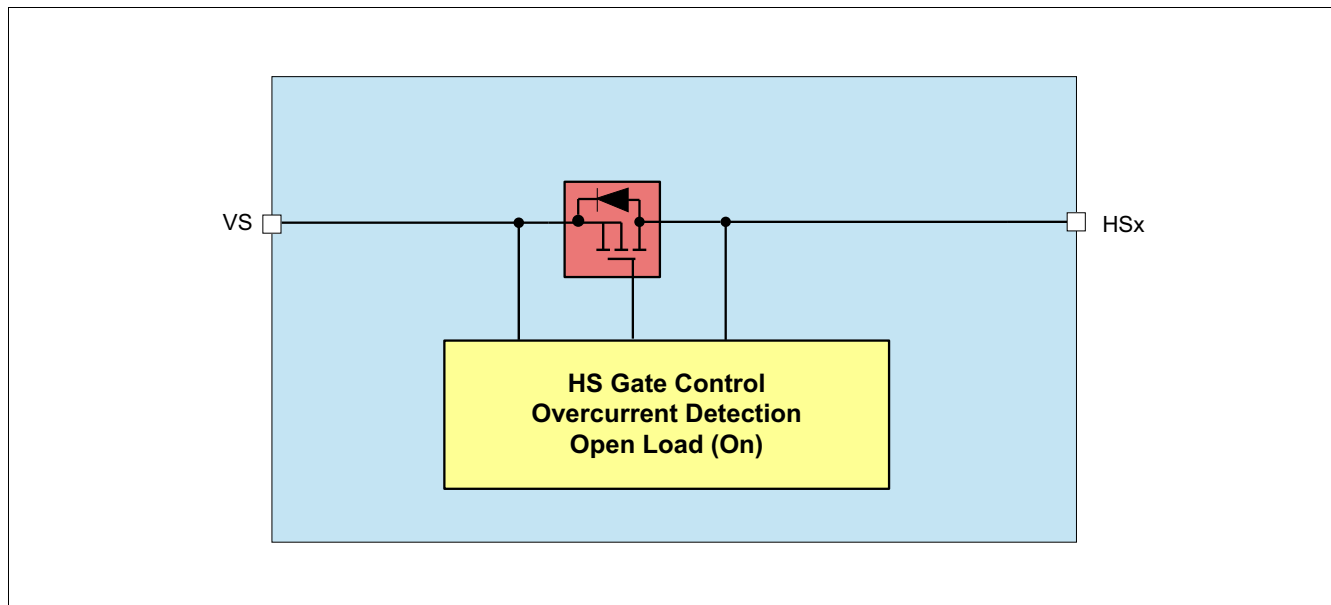 VS
HSx
HS Gate Control
Overcurrent Detection
Open Load (On)